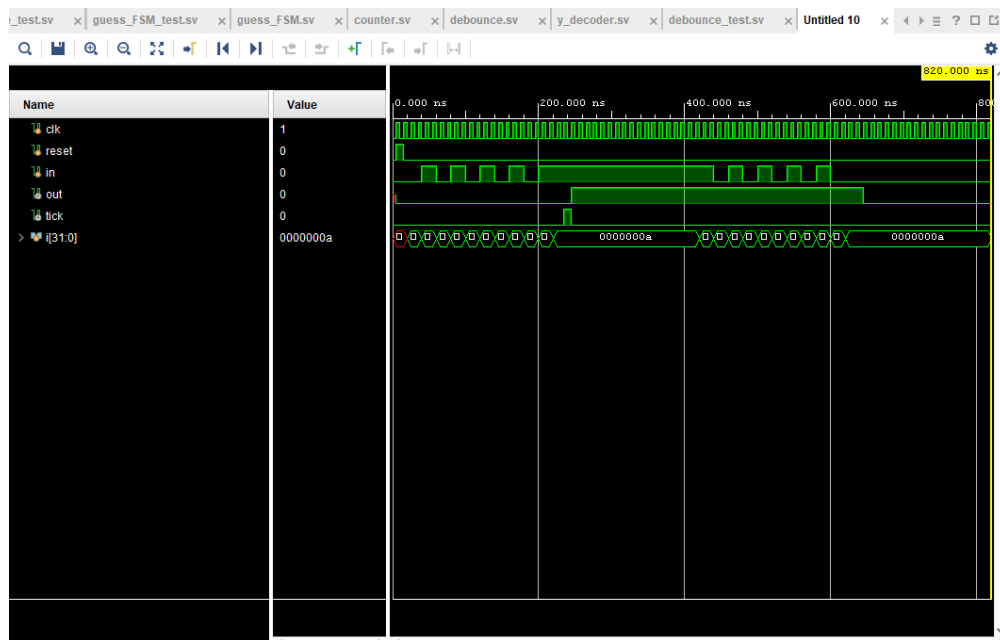 e_test.sv guess_FSM_test.sv guess_FSM.sv counter.sv debounce.sv y_decoder.sv debounce_test.sv Untitled 10
820.000 ns
Name Value
0.000 ns 200.000 ns 400.000 ns 600.000 ns 80
clk 1
reset 0
in 0
out 0
tick 0
i[31:0] 0000000a 0000000a 0000000a